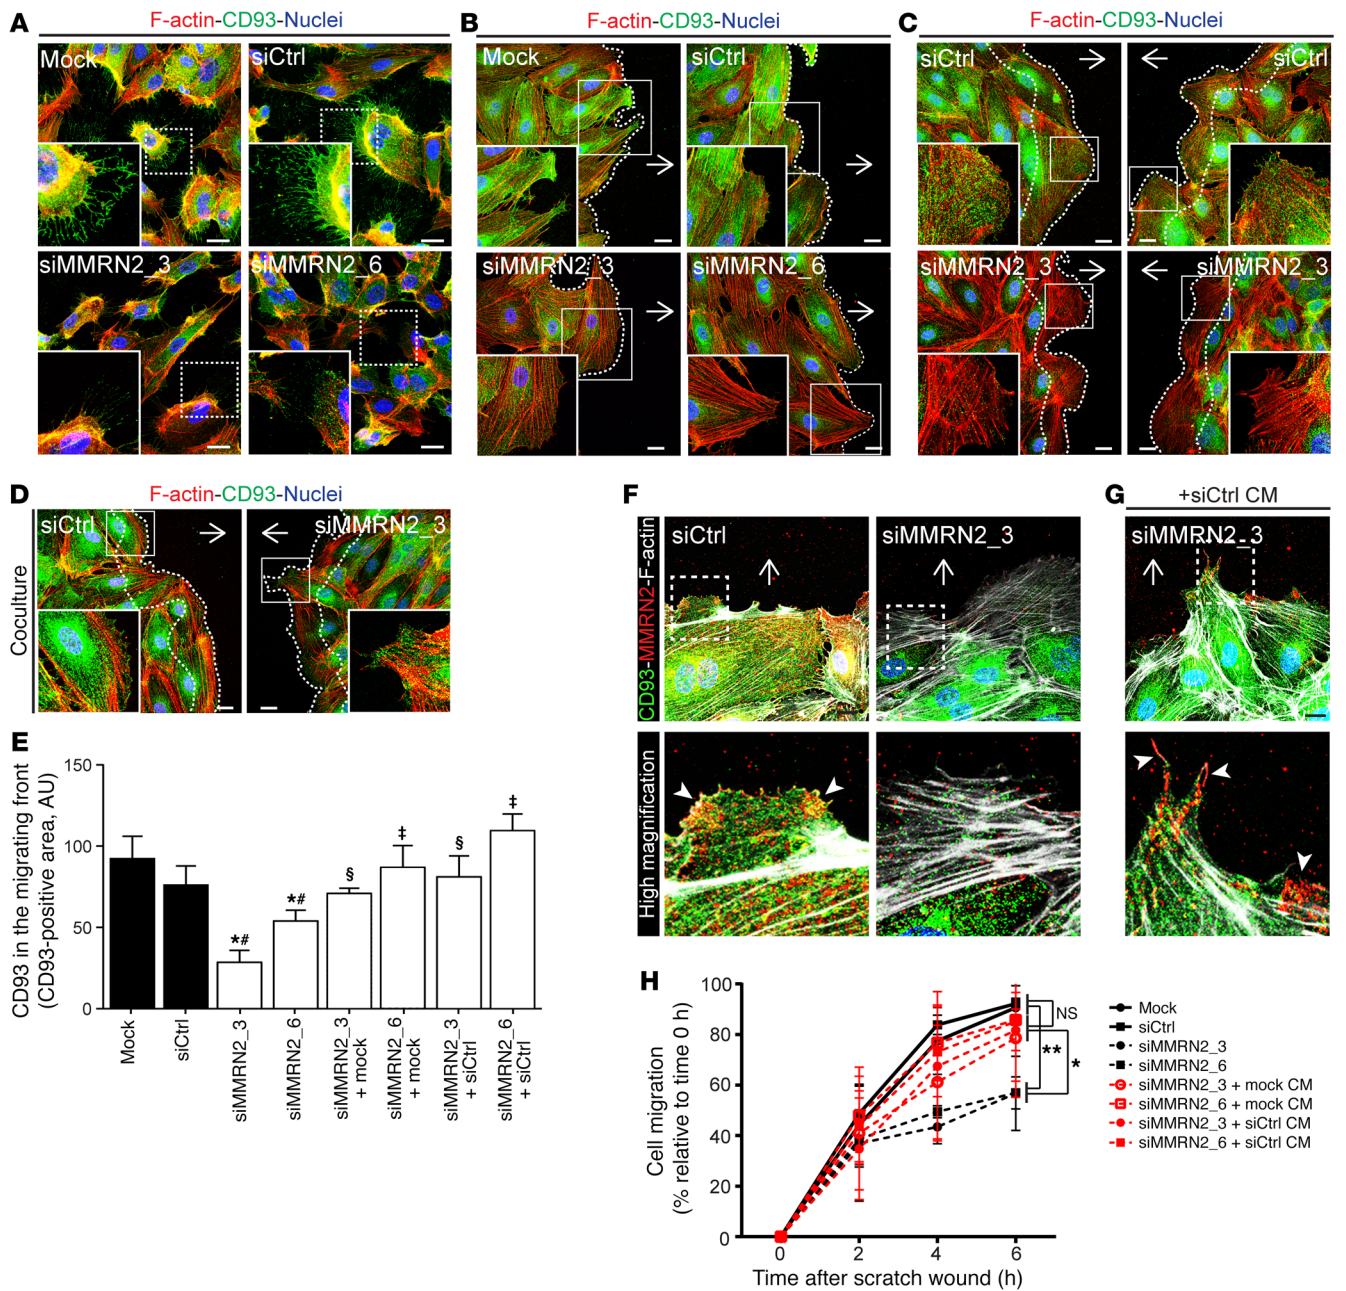 A
F-actin-CD93-Nuclei
Mock
siCtrl
siMMRN2_3
siMMRN2_6
B
F-actin-CD93-Nuclei
Mock
siCtrl
siMMRN2_3
siMMRN2_6
C
F-actin-CD93-Nuclei
siCtrl
siCtrl
siMMRN2_3
siMMRN2_3
D
F-actin-CD93-Nuclei
Coculture
siCtrl
siMMRN2_3
E
CD93 in the migrating front
(CD93-positive area, AU)
150
100
50
0
*#
*#
§
‡
§
‡
Mock
siCtrl
siMMRN2_3
siMMRN2_6
siMMRN2_3
+ mock
siMMRN2_6
+ mock
siMMRN2_3
+ siCtrl
siMMRN2_6
+ siCtrl
F
CD93-MMRN2-F-actin
siCtrl
siMMRN2_3
High magnification
G
+siCtrl CM
siMMRN2_3
H
Cell migration
(% relative to time 0 h)
100
80
60
40
20
0
0 2 4 6
Time after scratch wound (h)
NS
**
*
Mock
siCtrl
siMMRN2_3
siMMRN2_6
siMMRN2_3 + mock CM
siMMRN2_6 + mock CM
siMMRN2_3 + siCtrl CM
siMMRN2_6 + siCtrl CM